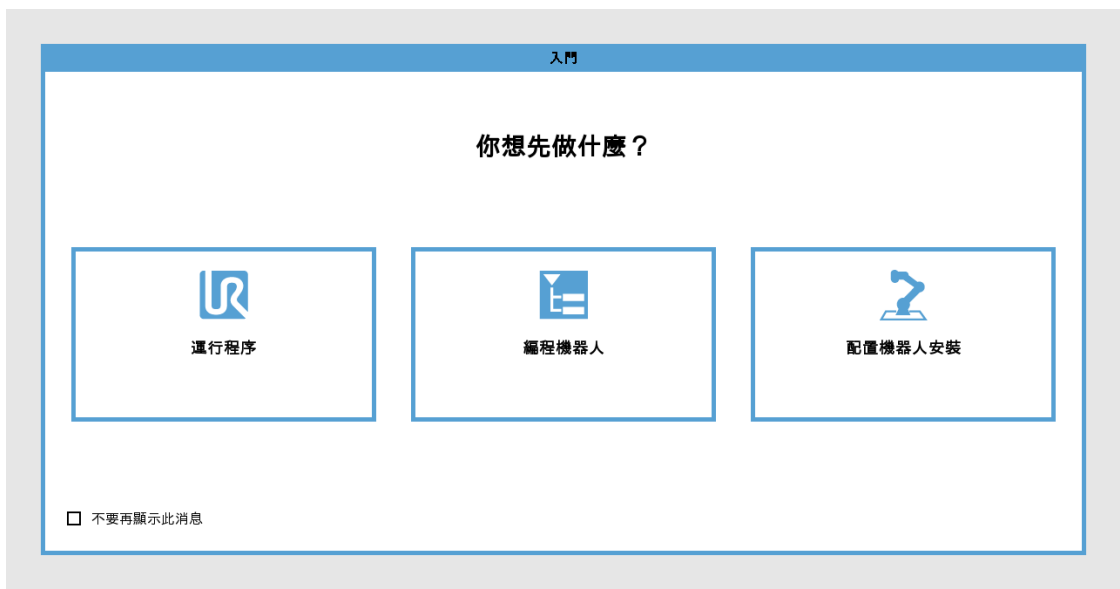 入門
你想先做什麼？
運行程序
編程機器人
配置機器人安裝
不要再顯示此消息